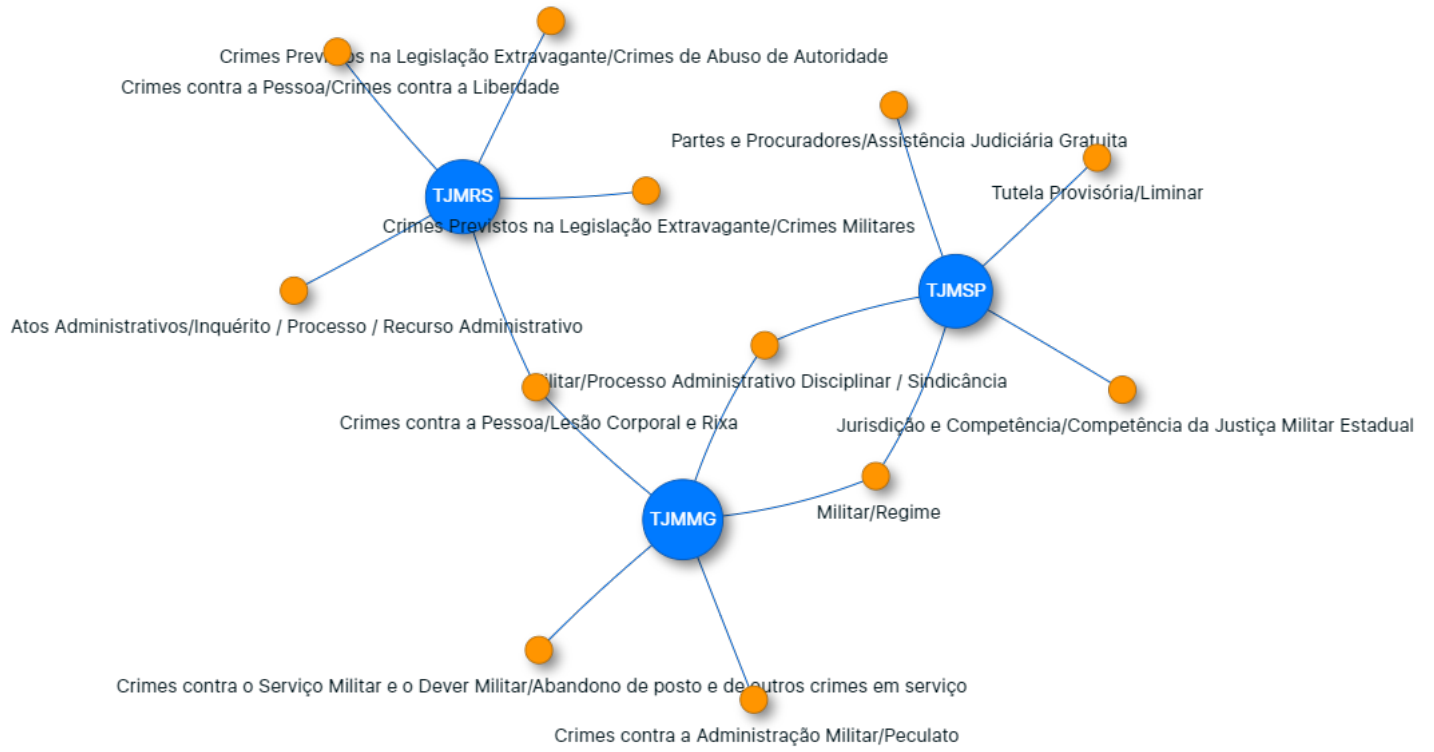 Crimes Previstos na Legislação Extravagante/Crimes de Abuso de Autoridade
Crimes contra a Pessoa/Crimes contra a Liberdade
Partes e Procuradores/Assistência Judiciária Gratuita
Tutela Provisória/Liminar
TJMRS
Crimes Previstos na Legislação Extravagante/Crimes Militares
TJMSP
Atos Administrativos/Inquérito / Processo / Recurso Administrativo
Militar/Processo Administrativo Disciplinar / Sindicância
Crimes contra a Pessoa/Lesão Corporal e Rixa
Jurisdição e Competência/Competência da Justiça Militar Estadual
Militar/Regime
TJMMG
Crimes contra o Serviço Militar e o Dever Militar/Abandono de posto e de outros crimes em serviço
Crimes contra a Administração Militar/Peculato